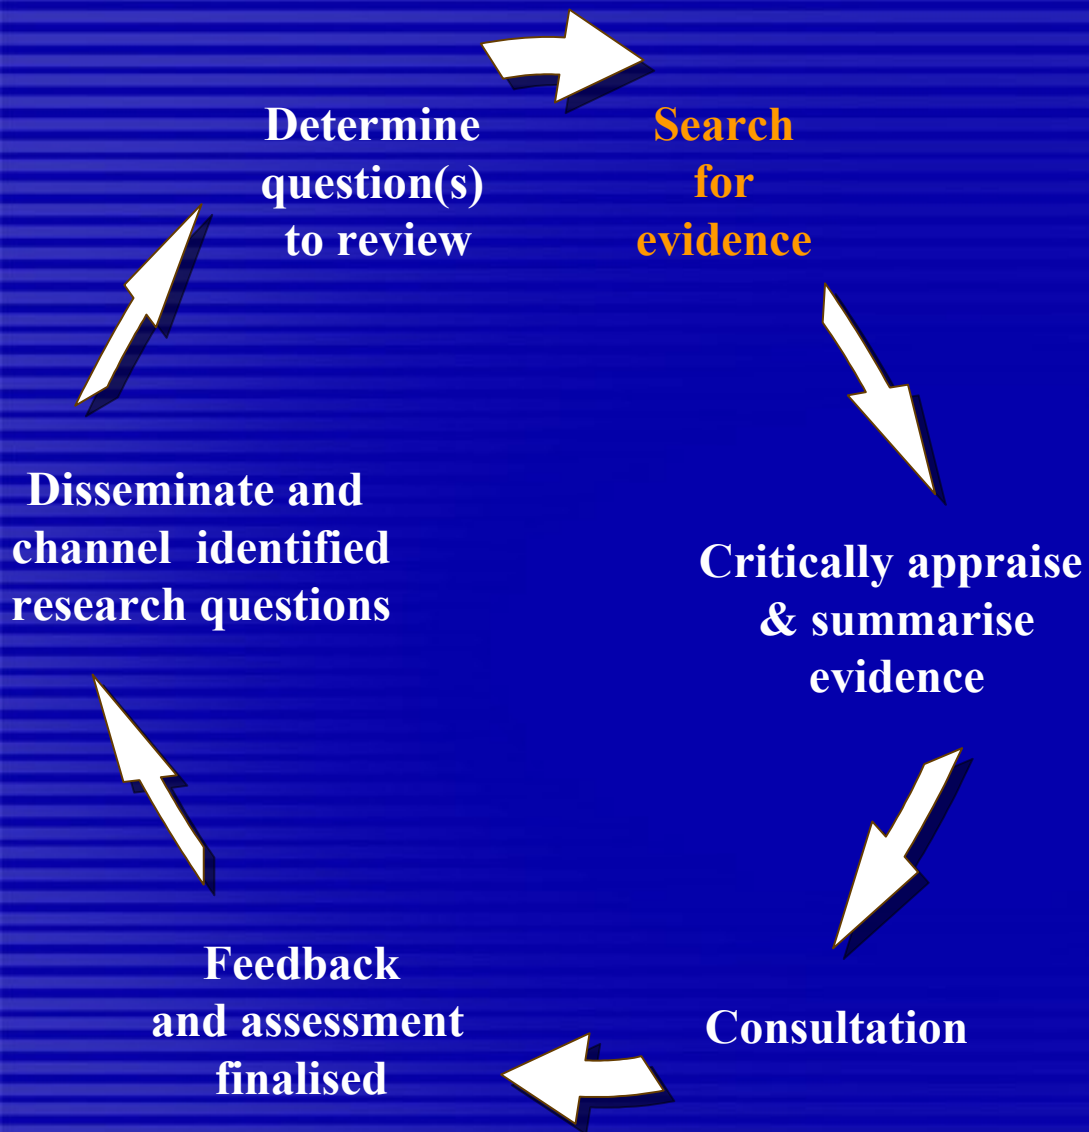 Determine
question(s)
to review
Search
for
evidence
Critically appraise
& summarise
evidence
Consultation
Feedback
and assessment
finalised
Disseminate and
channel identified
research questions